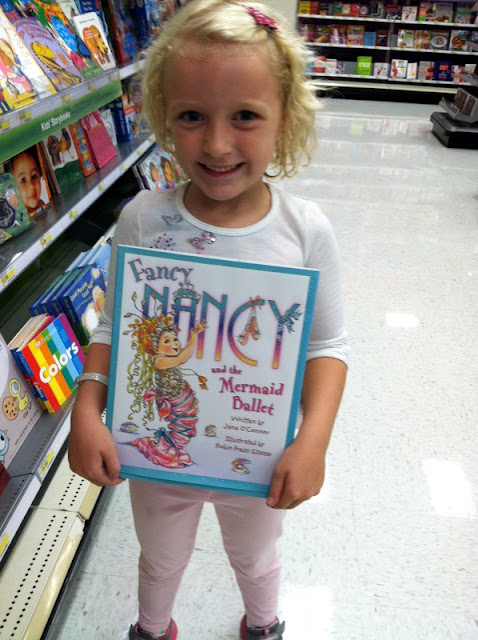 Kids' Storybooks
Colors
Fancy
NANCY
and the
Mermaid
Ballet
Written by
Jane O'Connor
Illustrated by
Robin Preiss Glasser